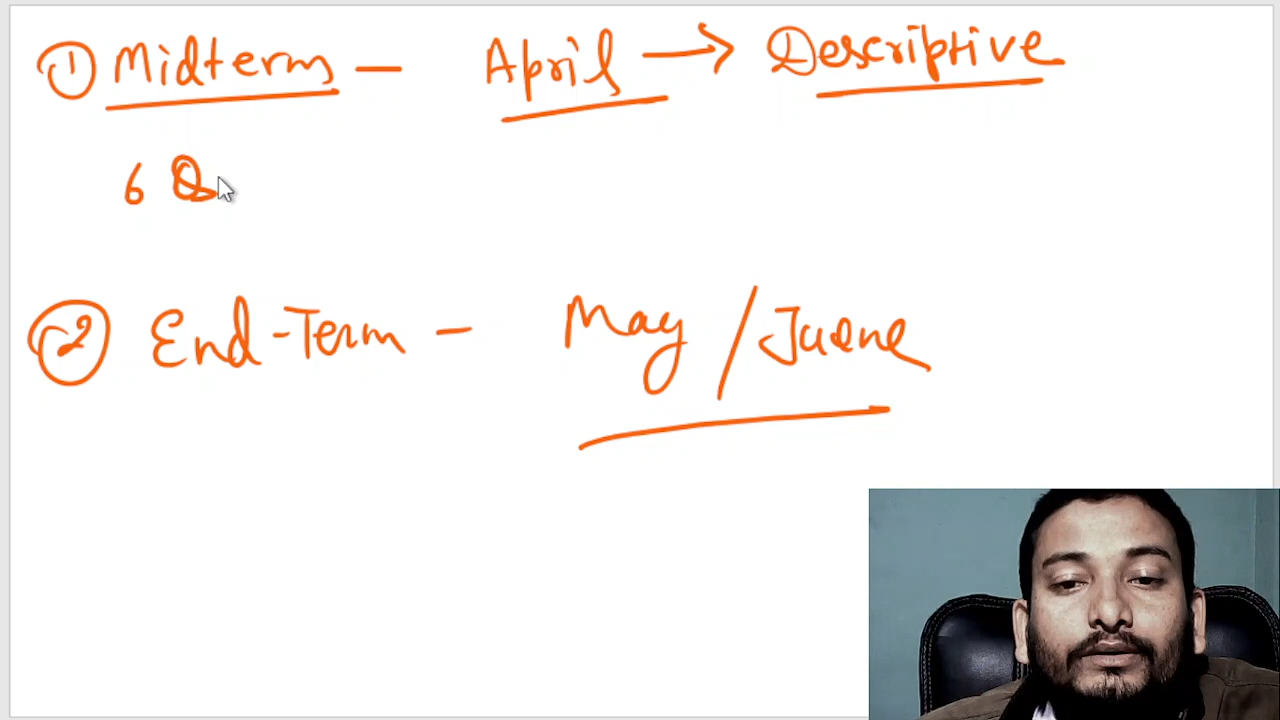 ① Midterm - April → Descriptive
6 Q
② End-Term - May / Juene